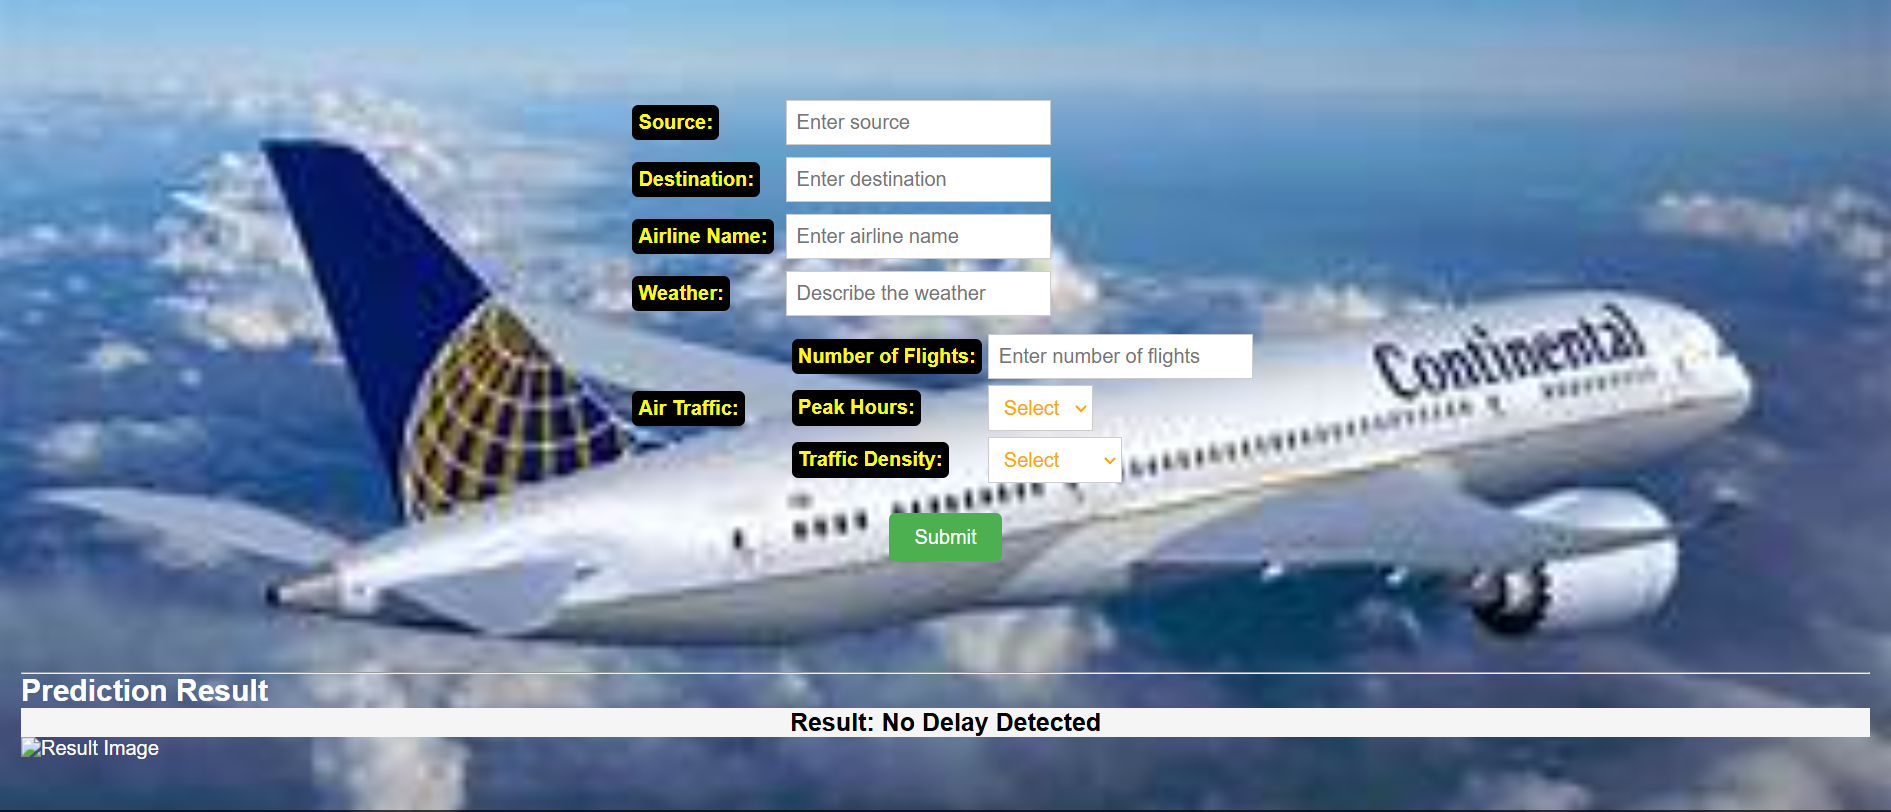 Source: Enter source
Destination: Enter destination
Airline Name: Enter airline name
Weather: Describe the weather
Number of Flights: Enter number of flights
Air Traffic: Peak Hours: Select
Traffic Density: Select
Continental
Submit
Prediction Result
Result: No Delay Detected
Result Image